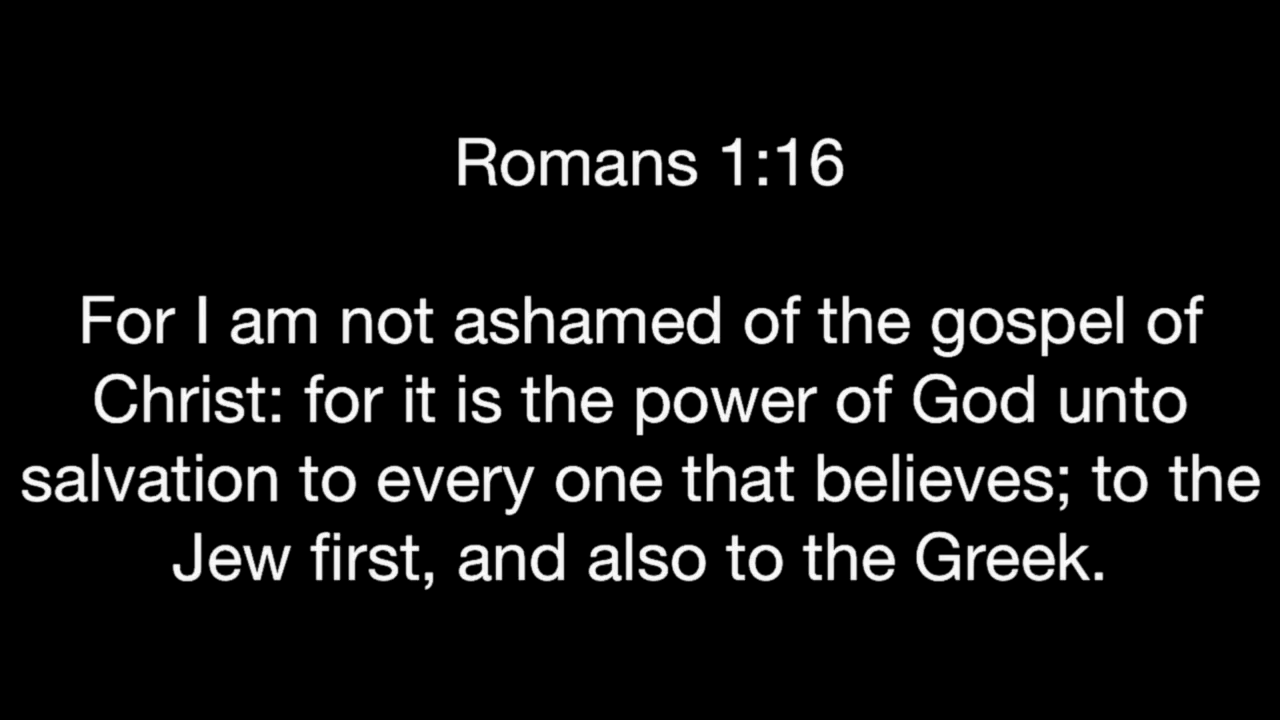 Romans 1:16
For I am not ashamed of the gospel of
Christ: for it is the power of God unto
salvation to every one that believes; to the
Jew first, and also to the Greek.